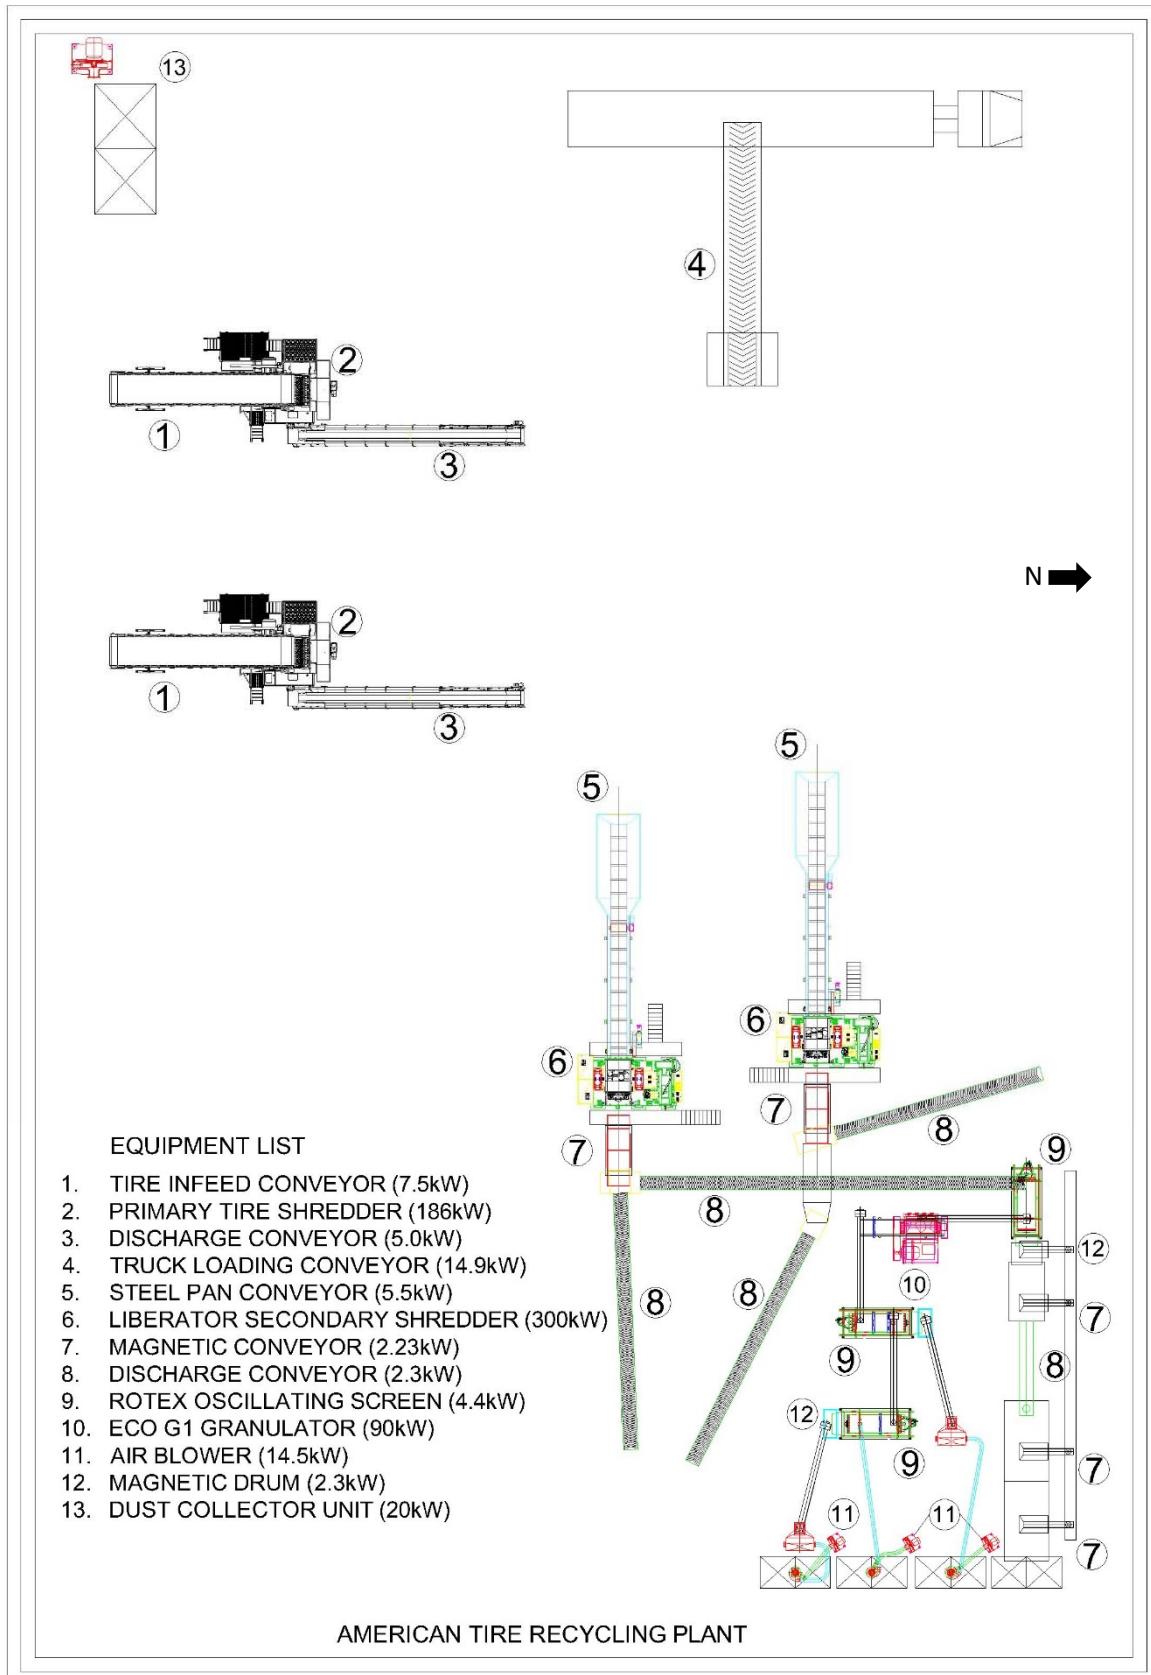 13
4
2
1
3
N
2
1
3
5
5
6
6
7
8
7
9
8
12
10
7
8
8
9
8
12
9
7
11
11
7
EQUIPMENT LIST
1. TIRE INFEED CONVEYOR (7.5kW)
2. PRIMARY TIRE SHREDDER (186kW)
3. DISCHARGE CONVEYOR (5.0kW)
4. TRUCK LOADING CONVEYOR (14.9kW)
5. STEEL PAN CONVEYOR (5.5kW)
6. LIBERATOR SECONDARY SHREDDER (300kW)
7. MAGNETIC CONVEYOR (2.23kW)
8. DISCHARGE CONVEYOR (2.3kW)
9. ROTEX OSCILLATING SCREEN (4.4kW)
10. ECO G1 GRANULATOR (90kW)
11. AIR BLOWER (14.5kW)
12. MAGNETIC DRUM (2.3kW)
13. DUST COLLECTOR UNIT (20kW)
AMERICAN TIRE RECYCLING PLANT